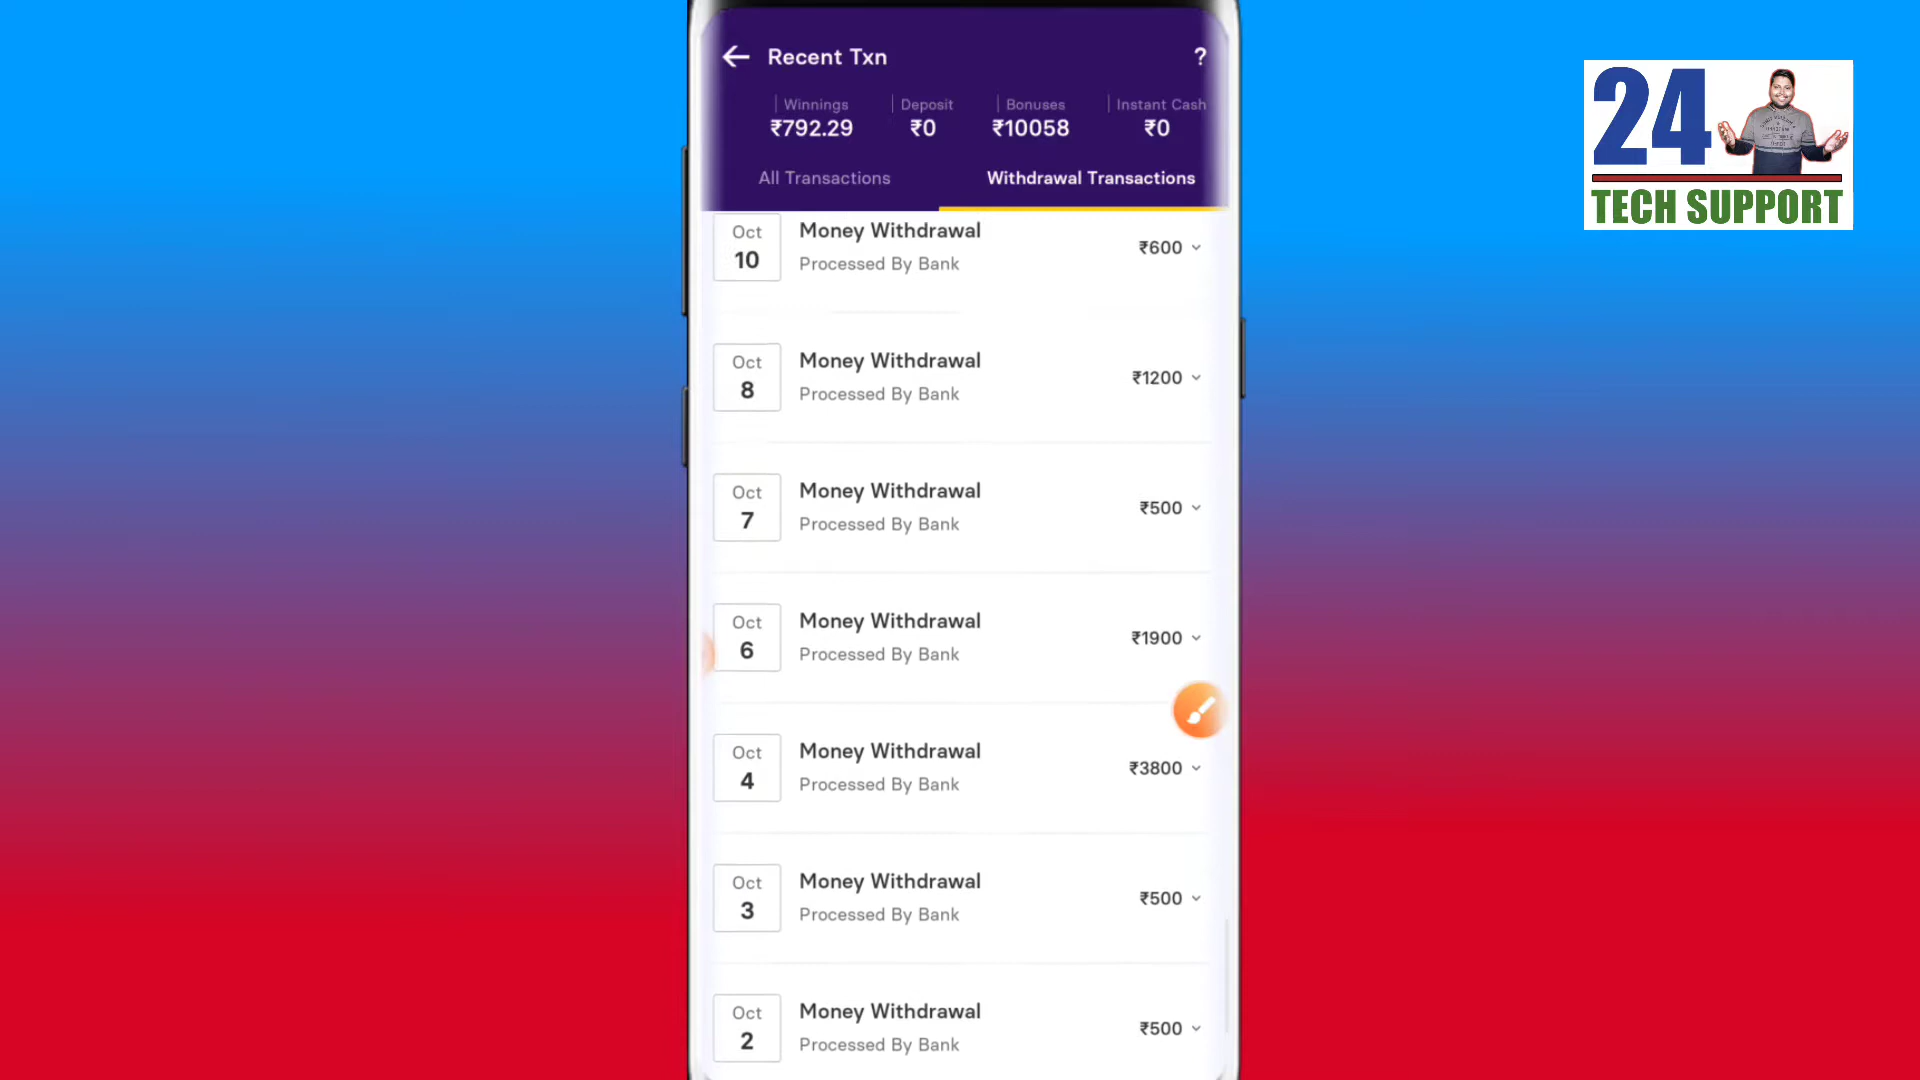 Recent Txn
?
Winnings Deposit Bonuses Instant Cash
₹792.29 ₹0 ₹10058 ₹0
All Transactions Withdrawal Transactions
Oct 10 Money Withdrawal ₹600
Processed By Bank
Oct 8 Money Withdrawal ₹1200
Processed By Bank
Oct 7 Money Withdrawal ₹500
Processed By Bank
Oct 6 Money Withdrawal ₹1900
Processed By Bank
Oct 4 Money Withdrawal ₹3800
Processed By Bank
Oct 3 Money Withdrawal ₹500
Processed By Bank
Oct 2 Money Withdrawal ₹500
Processed By Bank
24
TECH SUPPORT